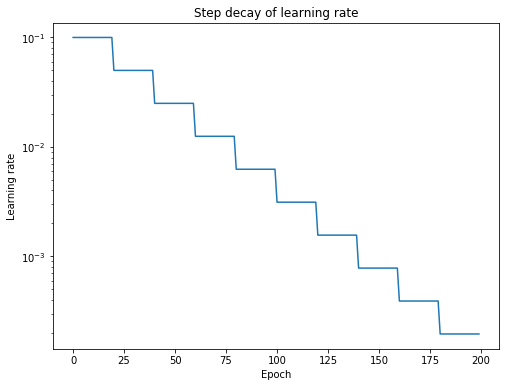 Step decay of learning rate
Learning rate
10⁻¹
10⁻²
10⁻³
0 25 50 75 100 125 150 175 200
Epoch